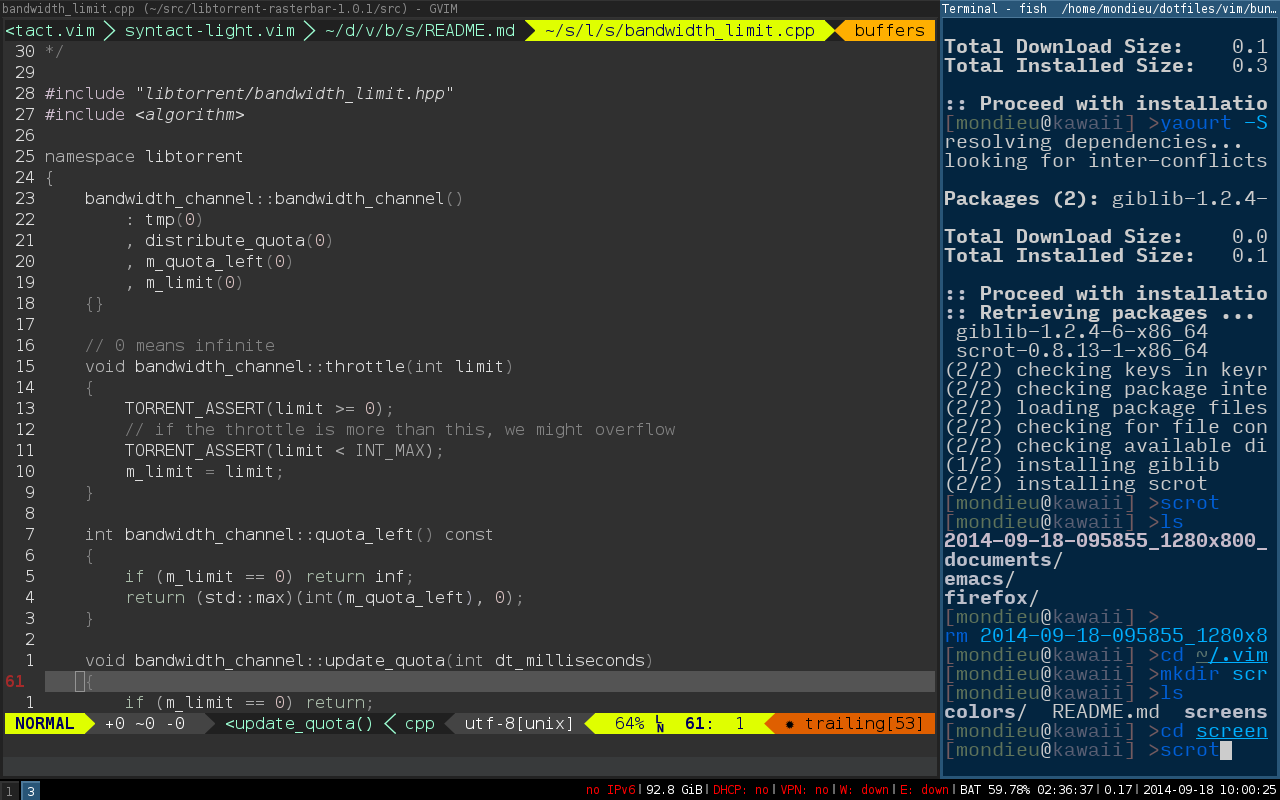 bandwidth_limit.cpp (~/src/libtorrent-rasterbar-1.0.1/src) - GVIM
<tact.vim syntact-light.vim ~/d/v/b/s/README.md ~/s/l/s/bandwidth_limit.cpp buffers
30 */
29
28 #include "libtorrent/bandwidth_limit.hpp"
27 #include <algorithm>
26
25 namespace libtorrent
24 {
23 bandwidth_channel::bandwidth_channel()
22 : tmp(0)
21 , distribute_quota(0)
20 , m_quota_left(0)
19 , m_limit(0)
18 {}
17
16 // 0 means infinite
15 void bandwidth_channel::throttle(int limit)
14 {
13 TORRENT_ASSERT(limit >= 0);
12 // if the throttle is more than this, we might overflow
11 TORRENT_ASSERT(limit < INT_MAX);
10 m_limit = limit;
9 }
8
7 int bandwidth_channel::quota_left() const
6 {
5 if (m_limit == 0) return inf;
4 return (std::max)(int(m_quota_left), 0);
3 }
2
1 void bandwidth_channel::update_quota(int dt_milliseconds)
61 {
1 if (m_limit == 0) return;
NORMAL +0 ~0 -0 <update_quota() cpp utf-8[unix] 64% LN 61: 1 ✹ trailing[53]
Terminal - fish /home/mondieu/dotfiles/vim/bun…
Total Download Size: 0.1
Total Installed Size: 0.3
:: Proceed with installatio
[mondieu@kawaii] >yaourt -S
resolving dependencies...
looking for inter-conflicts
Packages (2): giblib-1.2.4-
Total Download Size: 0.0
Total Installed Size: 0.1
:: Proceed with installatio
:: Retrieving packages ...
giblib-1.2.4-6-x86_64
scrot-0.8.13-1-x86_64
(2/2) checking keys in keyr
(2/2) checking package inte
(2/2) loading package files
(2/2) checking for file con
(2/2) checking available di
(1/2) installing giblib
(2/2) installing scrot
[mondieu@kawaii] >scrot
[mondieu@kawaii] >ls
2014-09-18-095855_1280x800_
documents/
emacs/
firefox/
[mondieu@kawaii] >
rm 2014-09-18-095855_1280x8
[mondieu@kawaii] >cd ~/.vim
[mondieu@kawaii] >mkdir scr
[mondieu@kawaii] >ls
colors/ README.md screens
[mondieu@kawaii] >cd screen
[mondieu@kawaii] >scrot
1 3 no IPv6| 92.8 GiB| DHCP: no| VPN: no| W: down| E: down| BAT 59.78% 02:36:37| 0.17| 2014-09-18 10:00:25